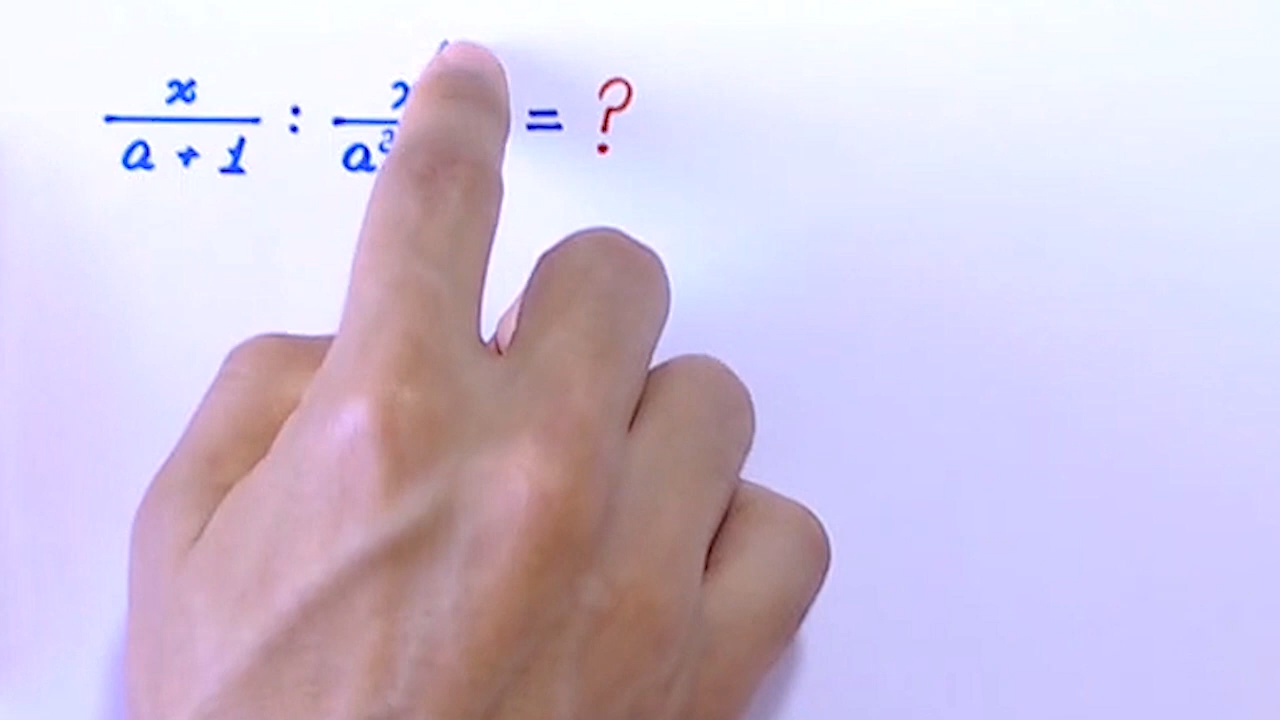 x : x = ?
a + 1 a²